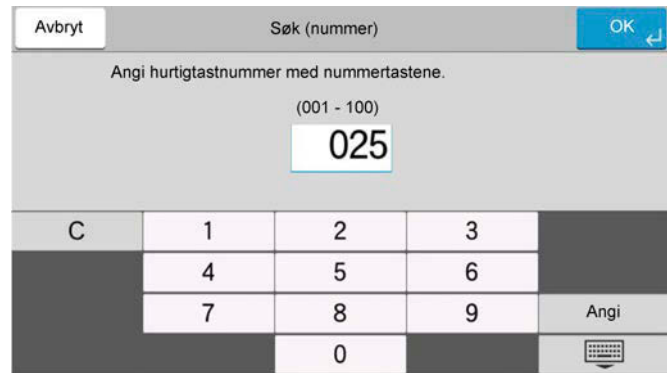 Avbryt Søk (nummer) OK
Angi hurtigtastnummer med nummertastene.
(001 - 100)
025
C 1 2 3
4 5 6
7 8 9 Angi
0